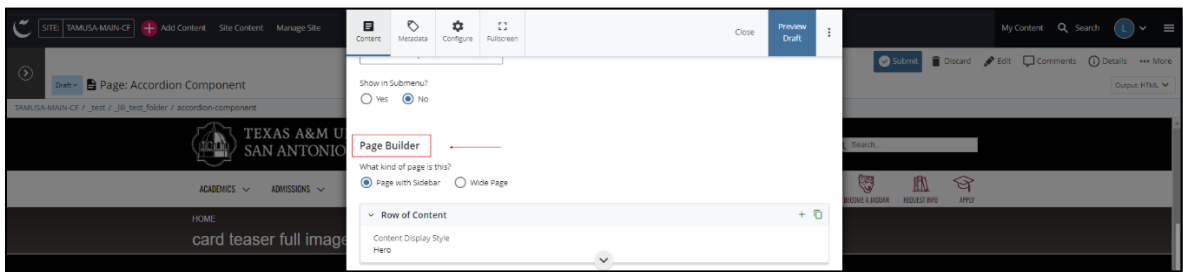 SITE: TAMUSA-MAIN-CF Add Content Site Content Manage Site
My Content Search L
Content Metadata Configure Fullscreen Close Preview Draft
Submit Discard Edit Comments Details More
Draft Page: Accordion Component
Output: HTML
TAMUSA-MAIN-CF / _test / _lili_test_folder / accordion-component
Show in Submenu?
Yes No
TEXAS A&M U
SAN ANTONIO
Search...
Page Builder
What kind of page is this?
Page with Sidebar Wide Page
ACADEMICS ADMISSIONS
BECOME A JAGUAR REQUEST INFO APPLY
Row of Content
HOME
card teaser full image
Content Display Style
Hero